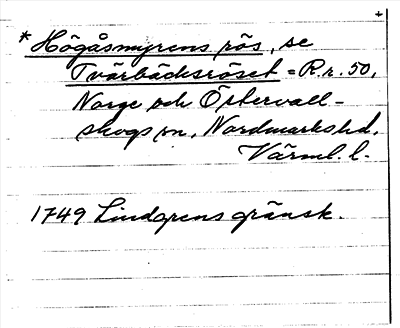 +
* Högåsmyrens rös, se
Tvärbäcksröset = R.r. 50,
Norge och Östervall-
skogs sn, Nordmarks hd,
Värml. l.
1749 Lindgrens gränsk.